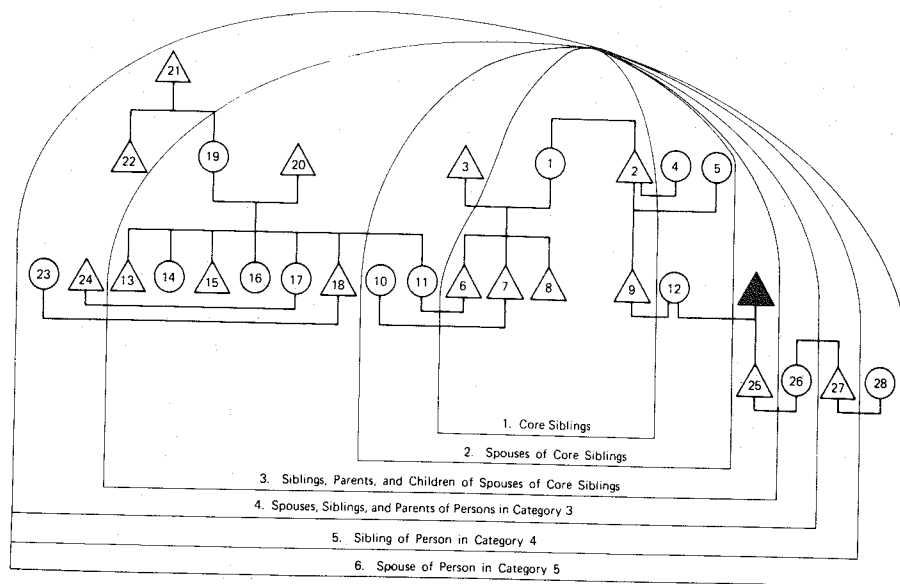 21
22 19 20
3 1 2 4 5
23 24 13 14 15 16 17 18 10 11 6 7 8 9 12
25 26 27 28
1. Core Siblings
2. Spouses of Core Siblings
3. Siblings, Parents, and Children of Spouses of Core Siblings
4. Spouses, Siblings, and Parents of Persons in Category 3
5. Sibling of Person in Category 4
6. Spouse of Person in Category 5